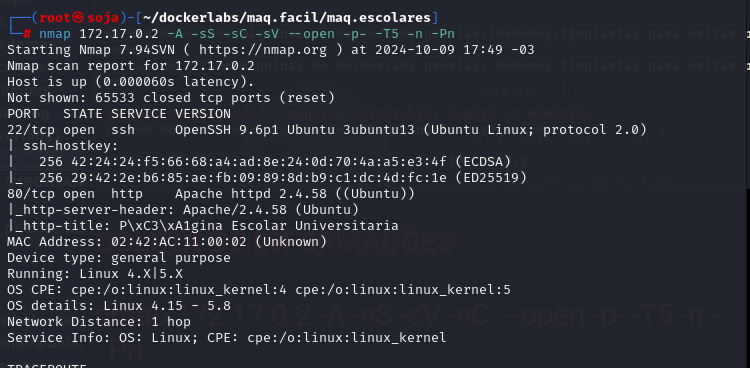 ┌──(root㉿soja)-[~/dockerlabs/maq.facil/maq.escolares]
└─# nmap 172.17.0.2 -A -sS -sC -sV --open -p- -T5 -n -Pn
Starting Nmap 7.94SVN ( https://nmap.org ) at 2024-10-09 17:49 -03
Nmap scan report for 172.17.0.2
Host is up (0.000060s latency).
Not shown: 65533 closed tcp ports (reset)
PORT   STATE SERVICE VERSION
22/tcp open  ssh     OpenSSH 9.6p1 Ubuntu 3ubuntu13 (Ubuntu Linux; protocol 2.0)
| ssh-hostkey:
|   256 42:24:24:f5:66:68:a4:ad:8e:24:0d:70:4a:a5:e3:4f (ECDSA)
|_  256 29:42:2e:b6:85:ae:fb:09:89:8d:b9:c1:dc:4d:fc:1e (ED25519)
80/tcp open  http    Apache httpd 2.4.58 ((Ubuntu))
|_http-server-header: Apache/2.4.58 (Ubuntu)
|_http-title: P\xC3\xA1gina Escolar Universitaria
MAC Address: 02:42:AC:11:00:02 (Unknown)
Device type: general purpose
Running: Linux 4.X|5.X
OS CPE: cpe:/o:linux:linux_kernel:4 cpe:/o:linux:linux_kernel:5
OS details: Linux 4.15 - 5.8
Network Distance: 1 hop
Service Info: OS: Linux; CPE: cpe:/o:linux:linux_kernel
TRACEROUTE